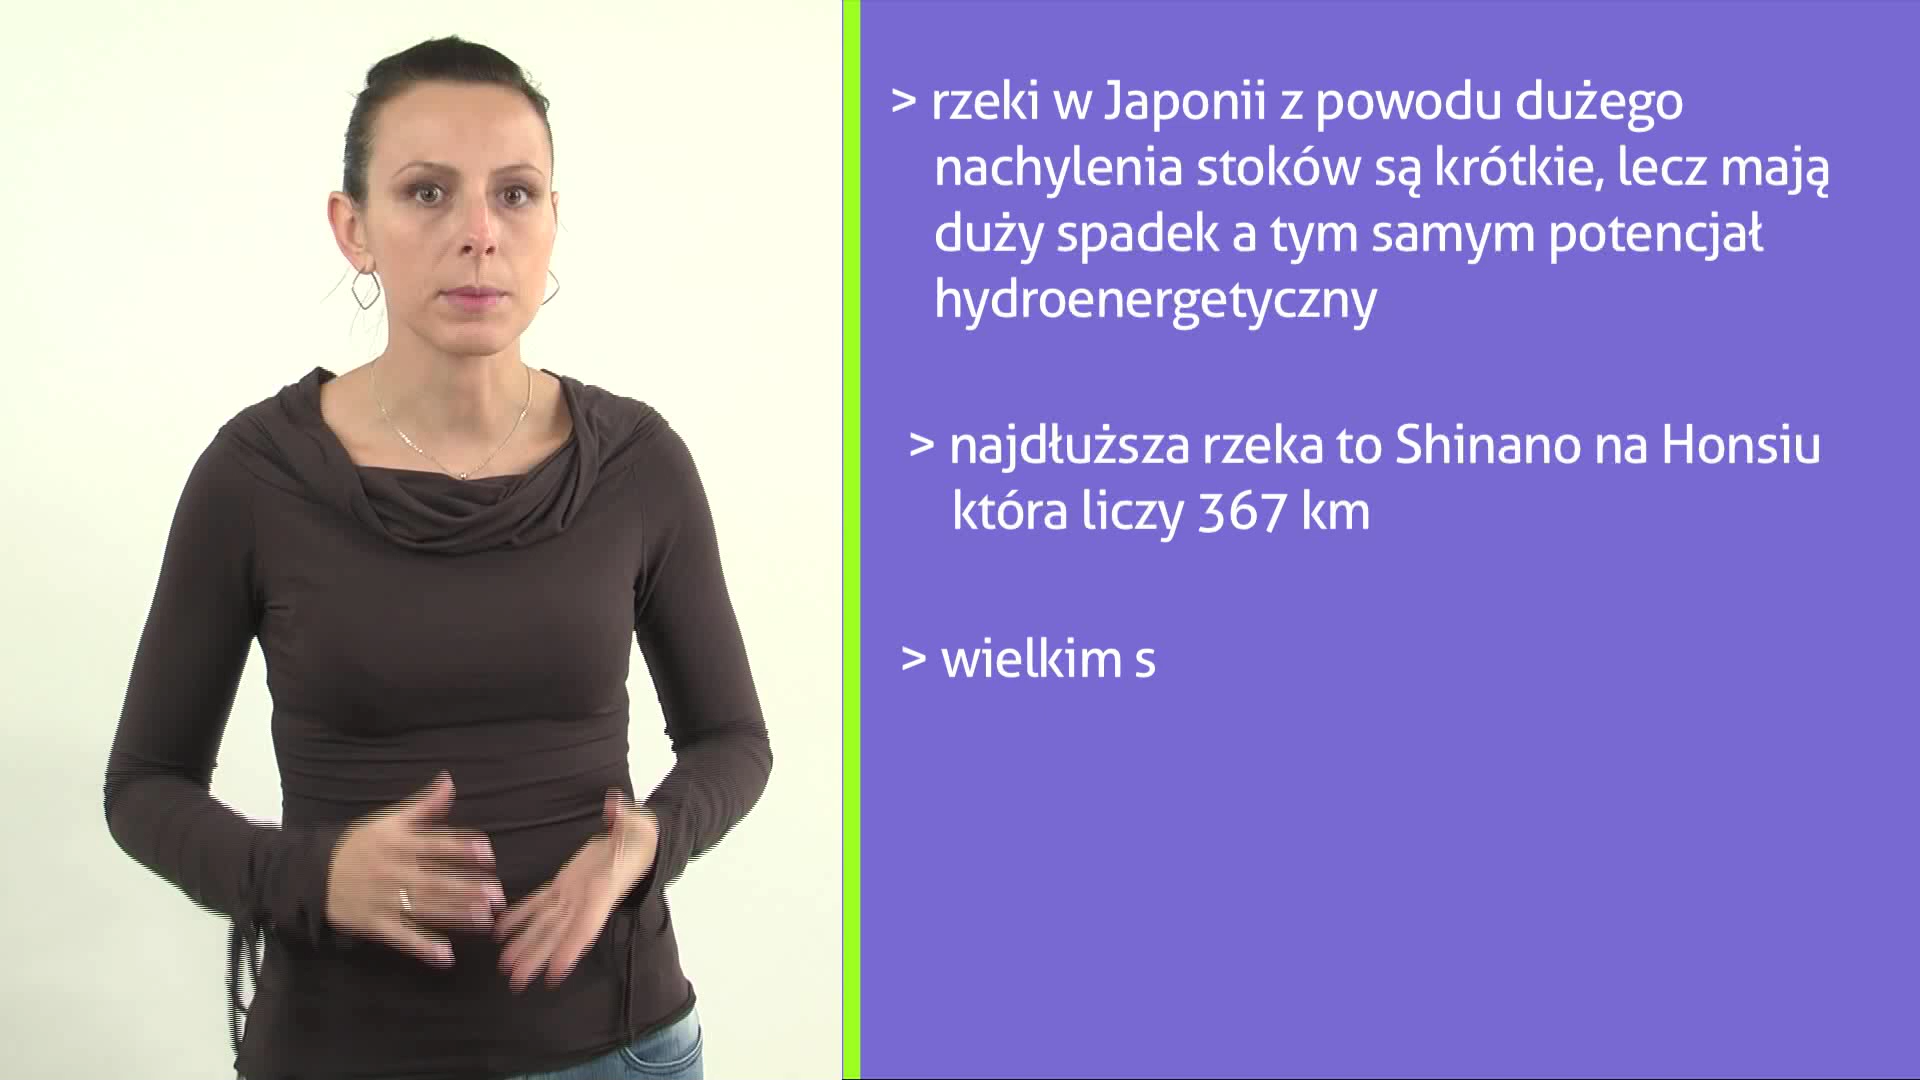 > rzeki w Japonii z powodu dużego
nachylenia stoków są krótkie, lecz mają
duży spadek a tym samym potencjał
hydroenergetyczny
> najdłuższa rzeka to Shinano na Honsiu
która liczy 367 km
> wielkim s